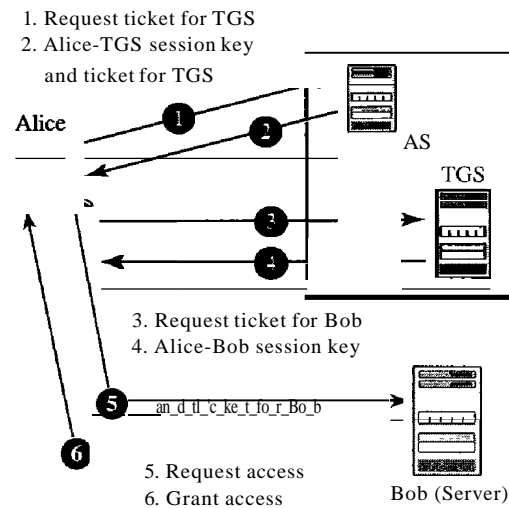 1. Request ticket for TGS
2. Alice-TGS session key
and ticket for TGS
Alice
1
2
AS
TGS
3
4
3. Request ticket for Bob
4. Alice-Bob session key
5
an_d_tl_'c_ke_t_fo_r_Bo_b
6
5. Request access
6. Grant access
Bob (Server)